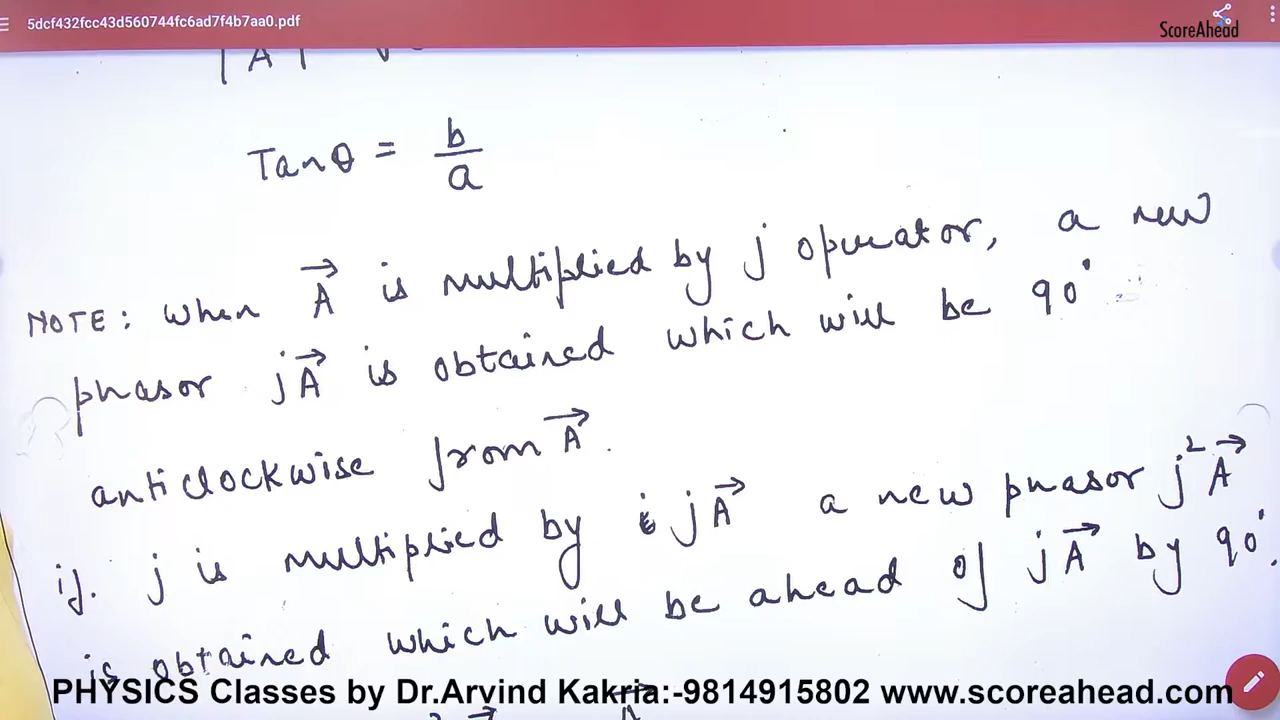 5dcf432fcc43d560744fc6ad7f4b7aa0.pdf
ScoreAhead
|A|
Tanθ = b/a
NOTE: when A⃗ is multiplied by j operator, a new
phasor jA⃗ is obtained which will be 90°
anticlockwise from A⃗.
if. j is multiplied by jA⃗ a new phasor j²A⃗
is obtained which will be ahead of jA⃗ by 90°.
PHYSICS Classes by Dr.Arvind Kakria:-9814915802 www.scoreahead.com